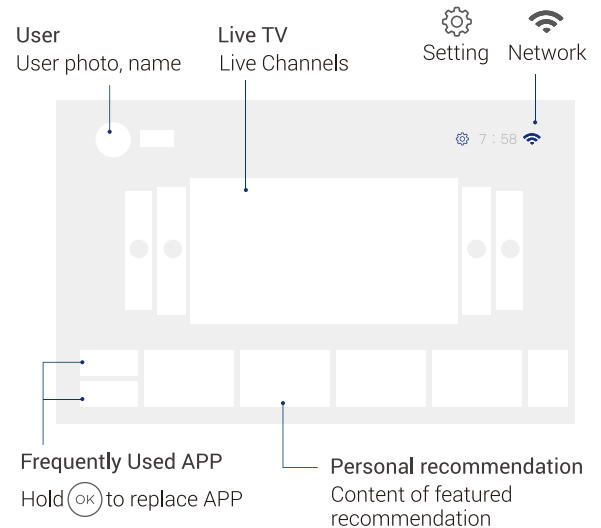 User
User photo, name
Live TV
Live Channels
Setting
Network
7 : 58
Frequently Used APP
Hold OK to replace APP
Personal recommendation
Content of featured
recommendation